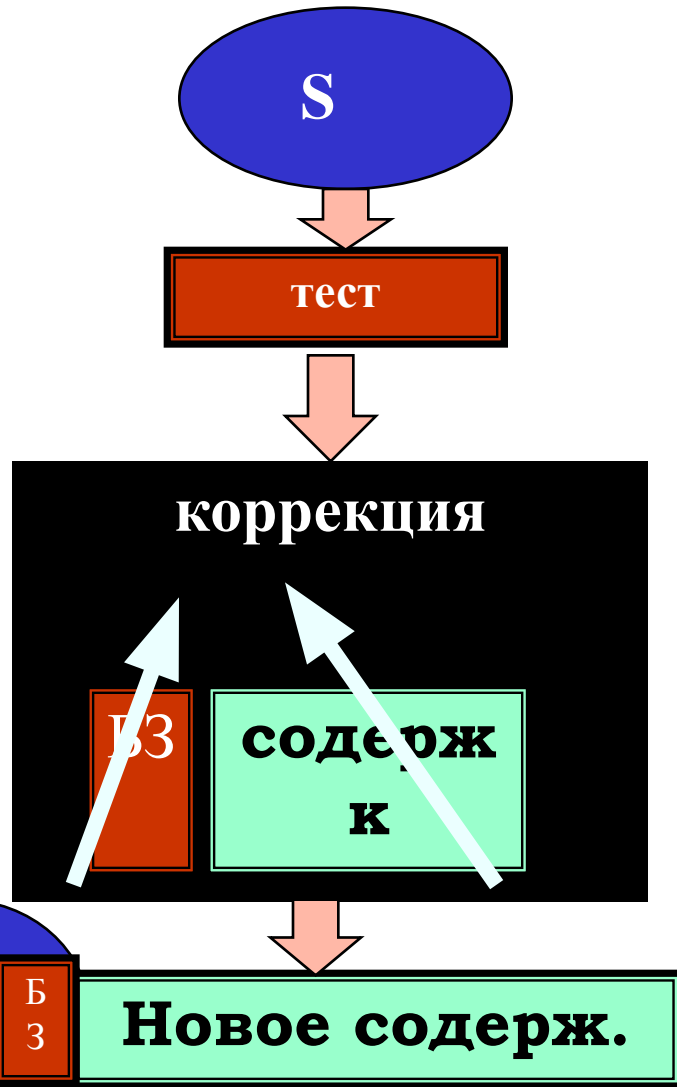 S
тест
коррекция
БЗ
содерж
к
Б
З
Новое содерж.